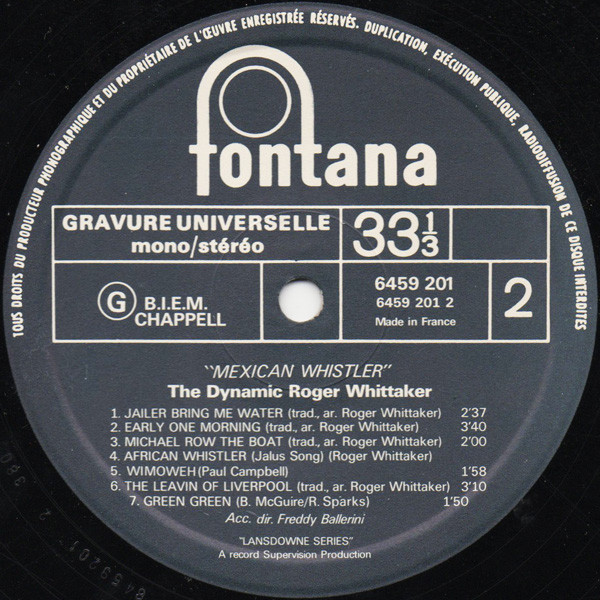 TOUS DROITS DU PRODUCTEUR PHONOGRAPHIQUE ET DU PROPRIÉTAIRE DE L'ŒUVRE ENREGISTRÉE RÉSERVÉS. DUPLICATION, EXÉCUTION PUBLIQUE, RADIODIFFUSION DE CE DISQUE INTERDITES
fontana
GRAVURE UNIVERSELLE
mono/stéréo
33 1/3
G B.I.E.M.
CHAPPELL
6459 201
6459 201 2
Made in France
2
"MEXICAN WHISTLER"
The Dynamic Roger Whittaker
1. JAILER BRING ME WATER (trad., ar. Roger Whittaker) 2'37
2. EARLY ONE MORNING (trad., ar. Roger Whittaker) 3'40
3. MICHAEL ROW THE BOAT (trad., ar. Roger Whittaker) 2'00
4. AFRICAN WHISTLER (Jalus Song) (Roger Whittaker)
5. WIMOWEH (Paul Campbell) 1'58
6. THE LEAVIN OF LIVERPOOL (trad., ar. Roger Whittaker) 3'10
7. GREEN GREEN (B. McGuire/R. Sparks) 1'50
Acc. dir. Freddy Ballerini
"LANSDOWNE SERIES"
A record Supervision Production